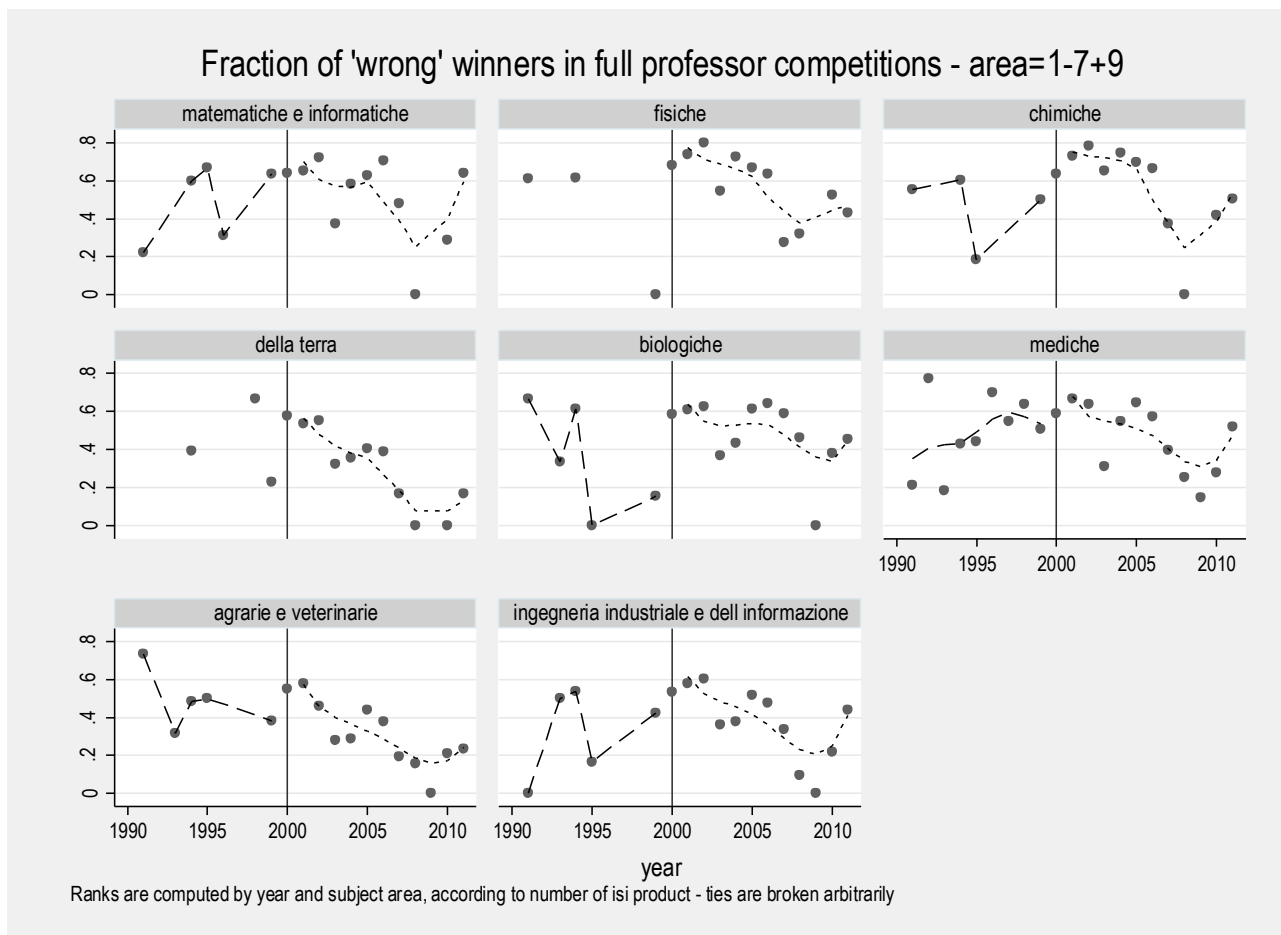 Fraction of 'wrong' winners in full professor competitions - area=1-7+9
matematiche e informatiche
fisiche
chimiche
.8
.6
.4
.2
0
della terra
biologiche
mediche
.8
.6
.4
.2
0
1990 1995 2000 2005 2010
agrarie e veterinarie
ingegneria industriale e dell informazione
.8
.6
.4
.2
0
1990 1995 2000 2005 2010
1990 1995 2000 2005 2010
year
Ranks are computed by year and subject area, according to number of isi product - ties are broken arbitrarily